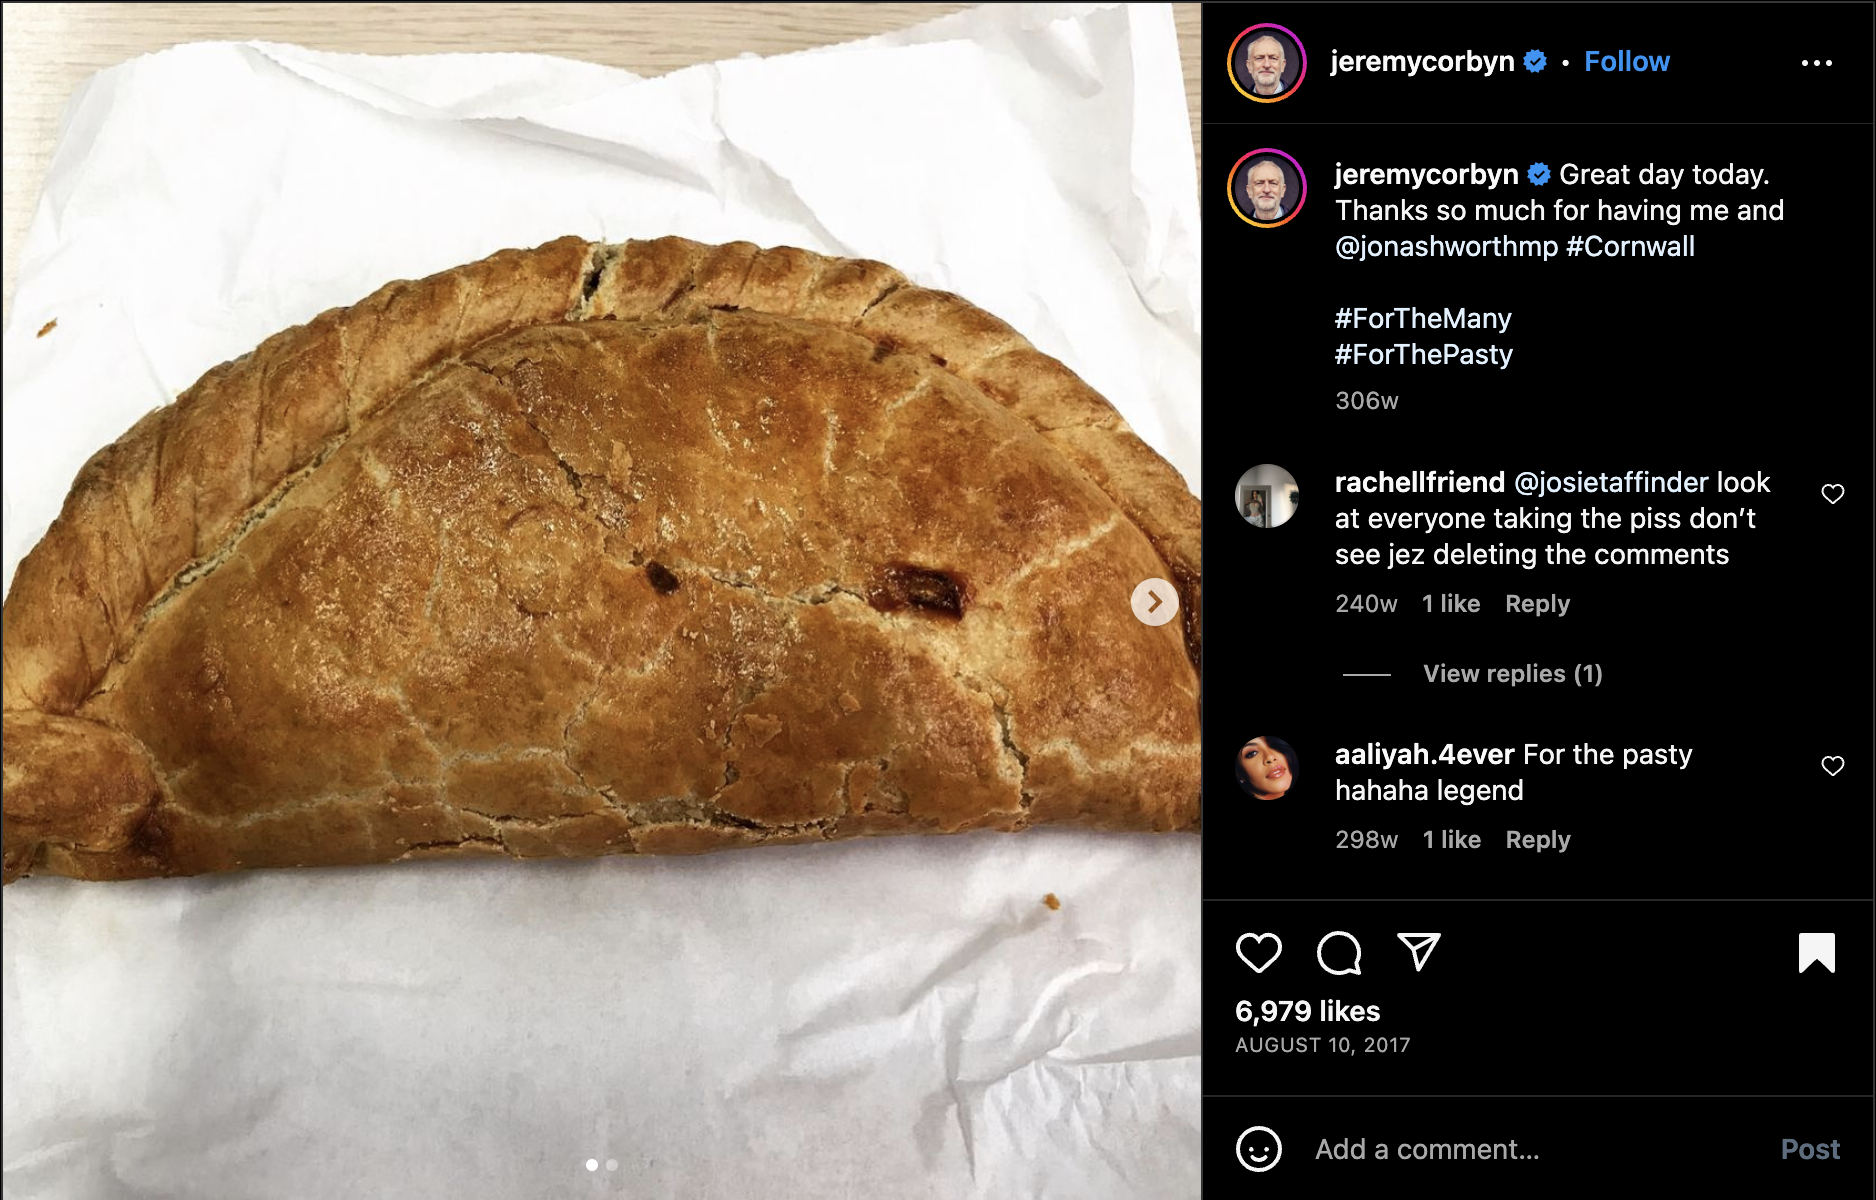 jeremycorbyn • Follow
jeremycorbyn Great day today.
Thanks so much for having me and
@jonashworthmp #Cornwall
#ForTheMany
#ForThePasty
306w
rachellfriend @josietaffinder look
at everyone taking the piss don’t
see jez deleting the comments
240w 1 like Reply
View replies (1)
aaliyah.4ever For the pasty
hahaha legend
298w 1 like Reply
6,979 likes
AUGUST 10, 2017
Add a comment... Post